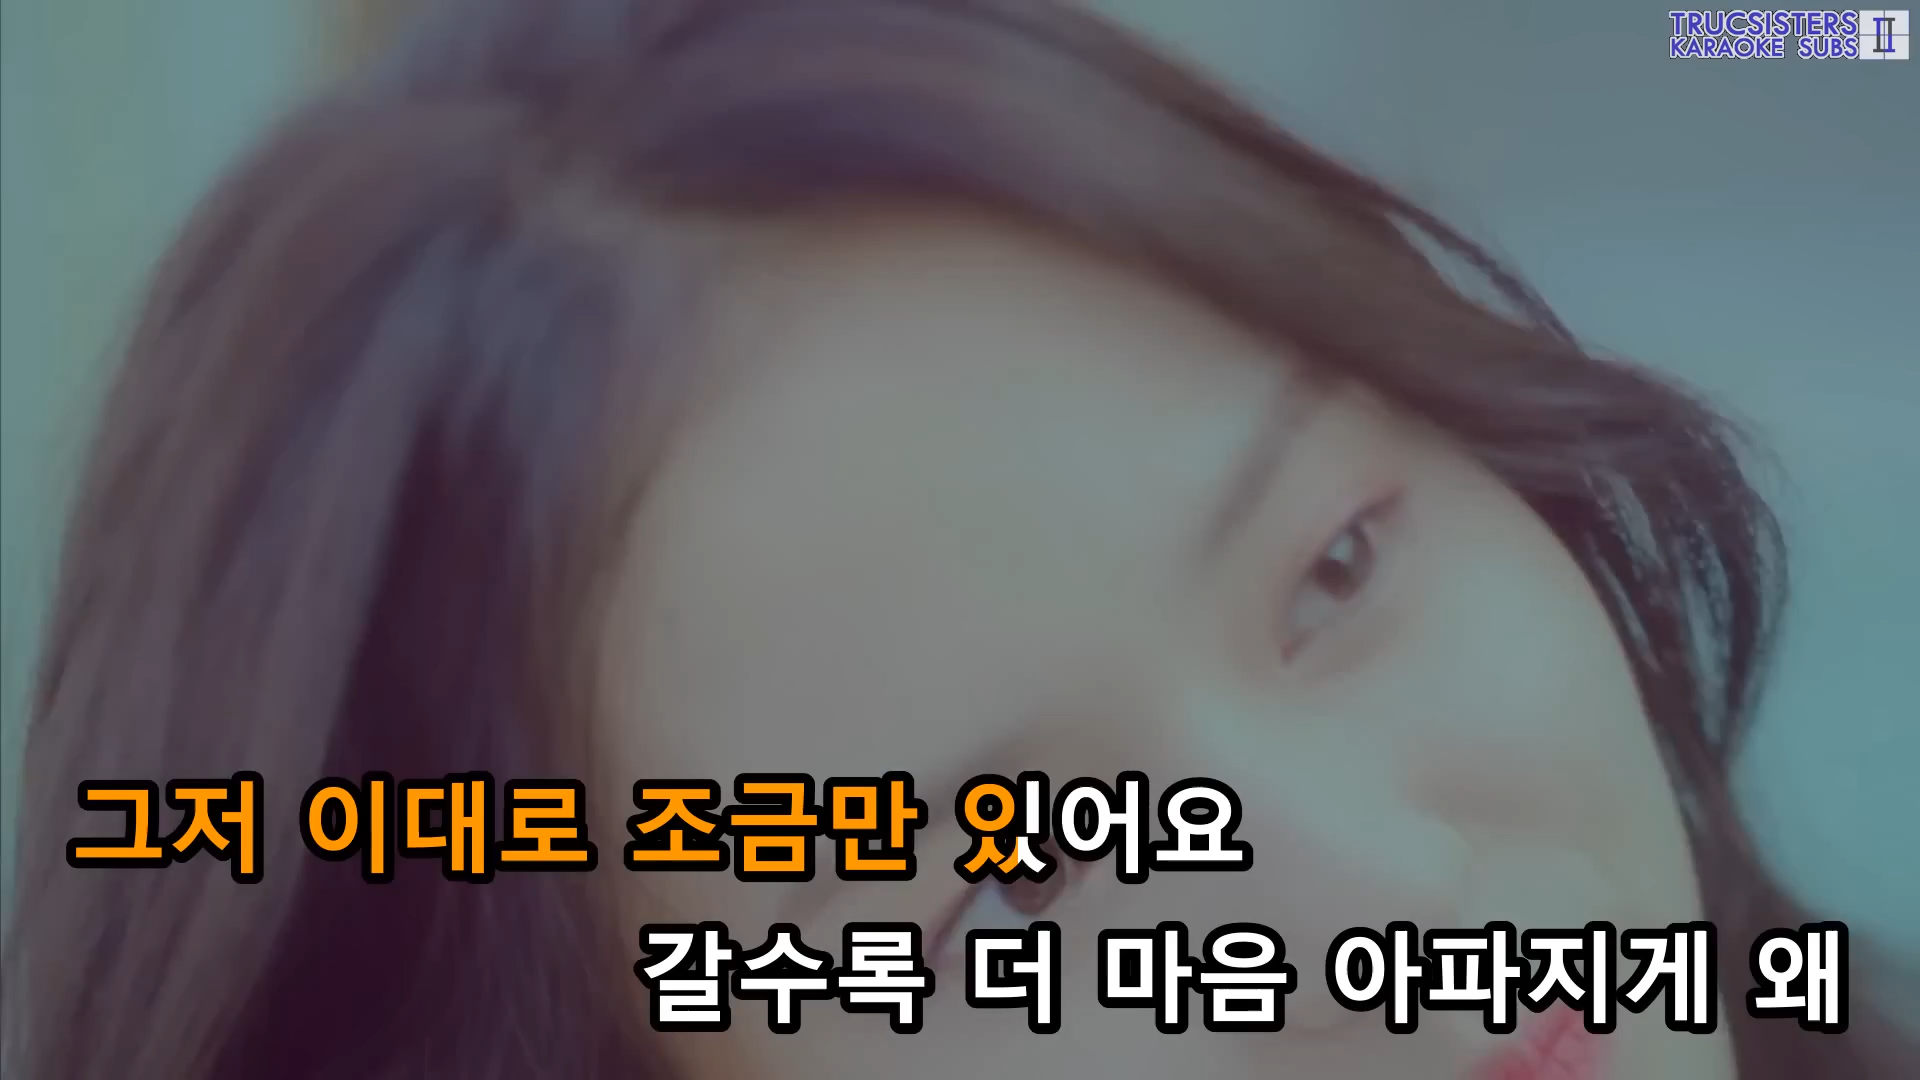 TRUCSISTERS
KARAOKE SUBS II
그저 이대로 조금만 있어요
갈수록 더 마음 아파지게 왜